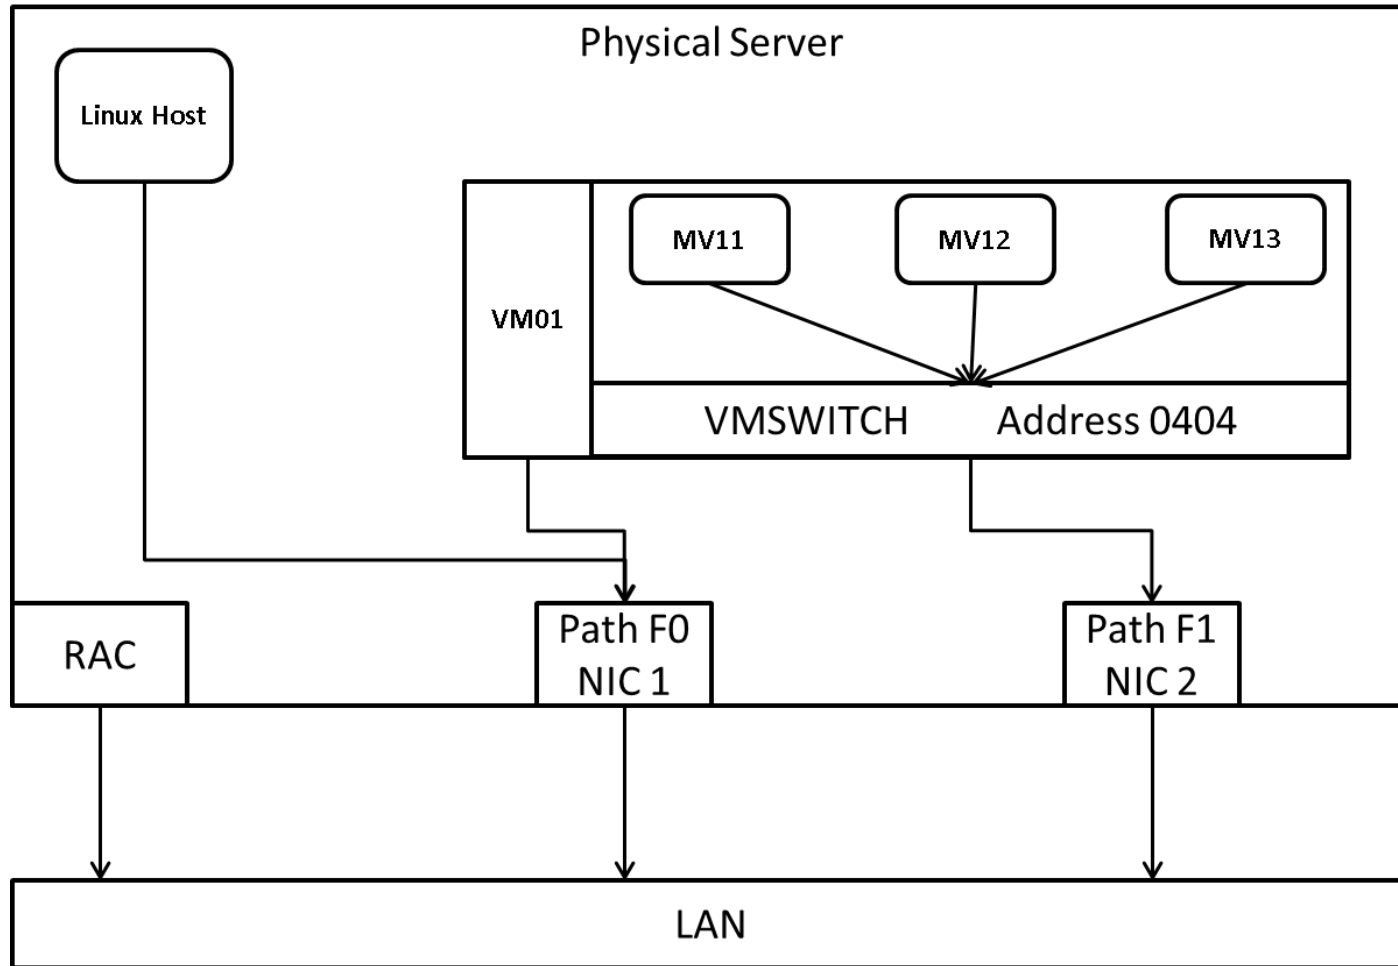 Physical Server
Linux Host
MV11
MV12
MV13
VM01
VMSWITCH Address 0404
RAC
Path F0
NIC 1
Path F1
NIC 2
LAN